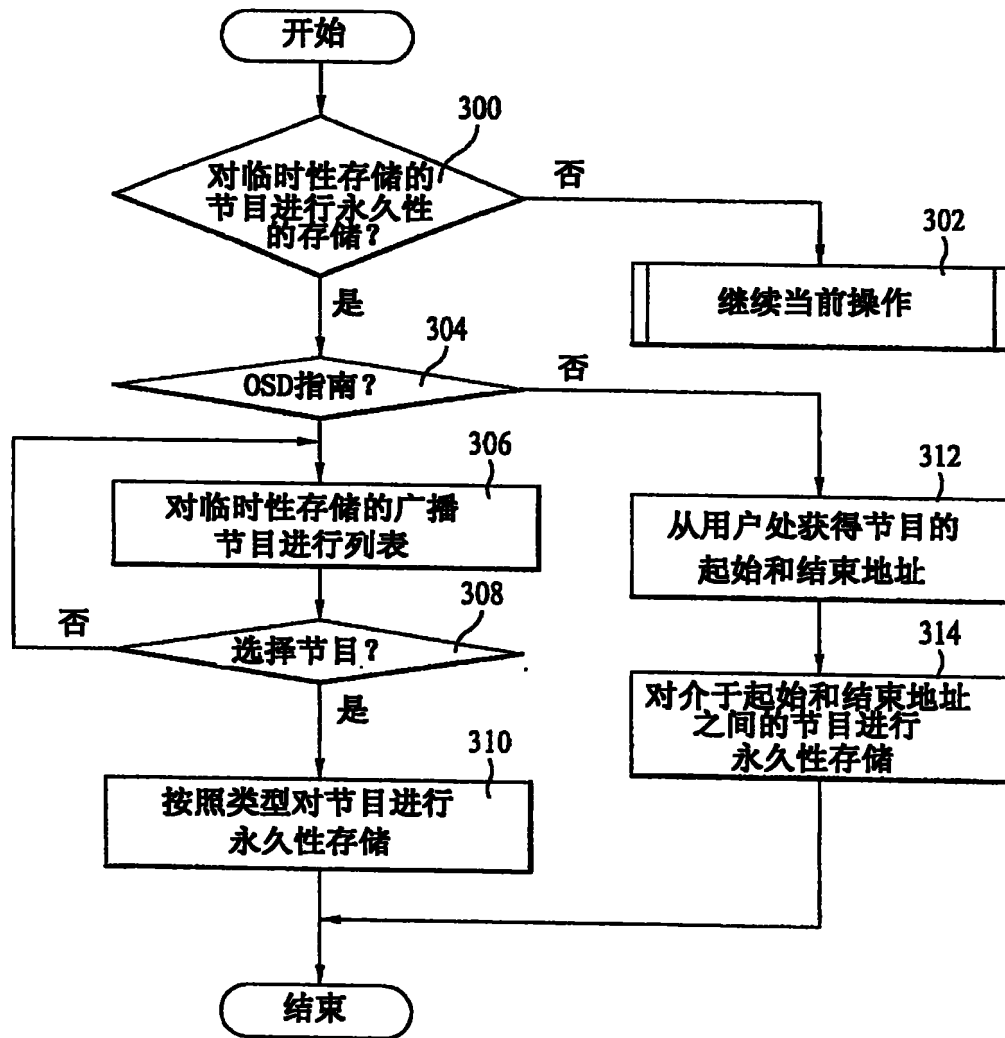 开始
300
对临时性存储的
节目进行永久性
的存储？
否
302
继续当前操作
是
304
OSD指南？
否
306
对临时性存储的广播
节目进行列表
312
从用户处获得节目的
起始和结束地址
308
否
选择节目？
314
对介于起始和结束地址
之间的节目进行
永久性存储
是
310
按照类型对节目进行
永久性存储
结束